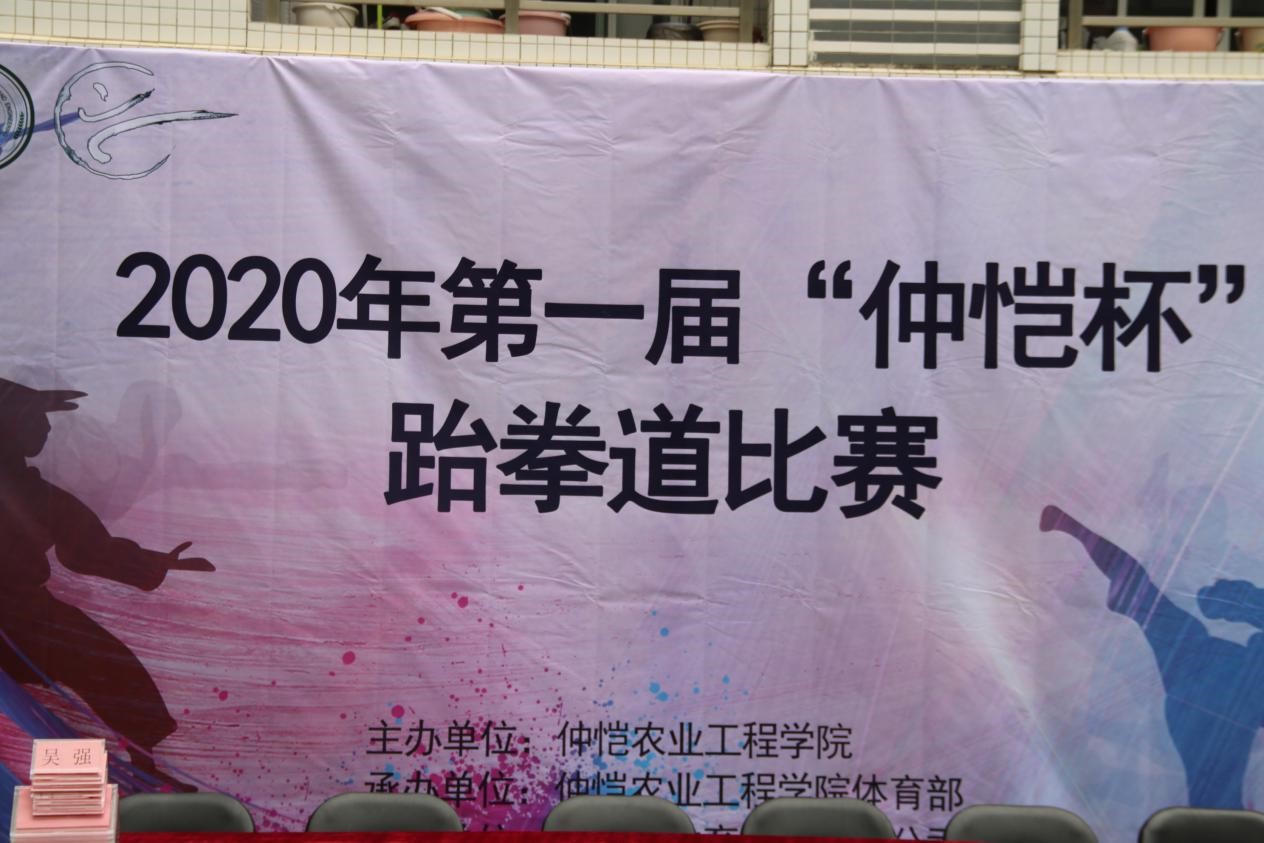 2020年第一届“仲恺杯”
跆拳道比赛
主办单位：仲恺农业工程学院
承办单位：仲恺农业工程学院体育部
吴强